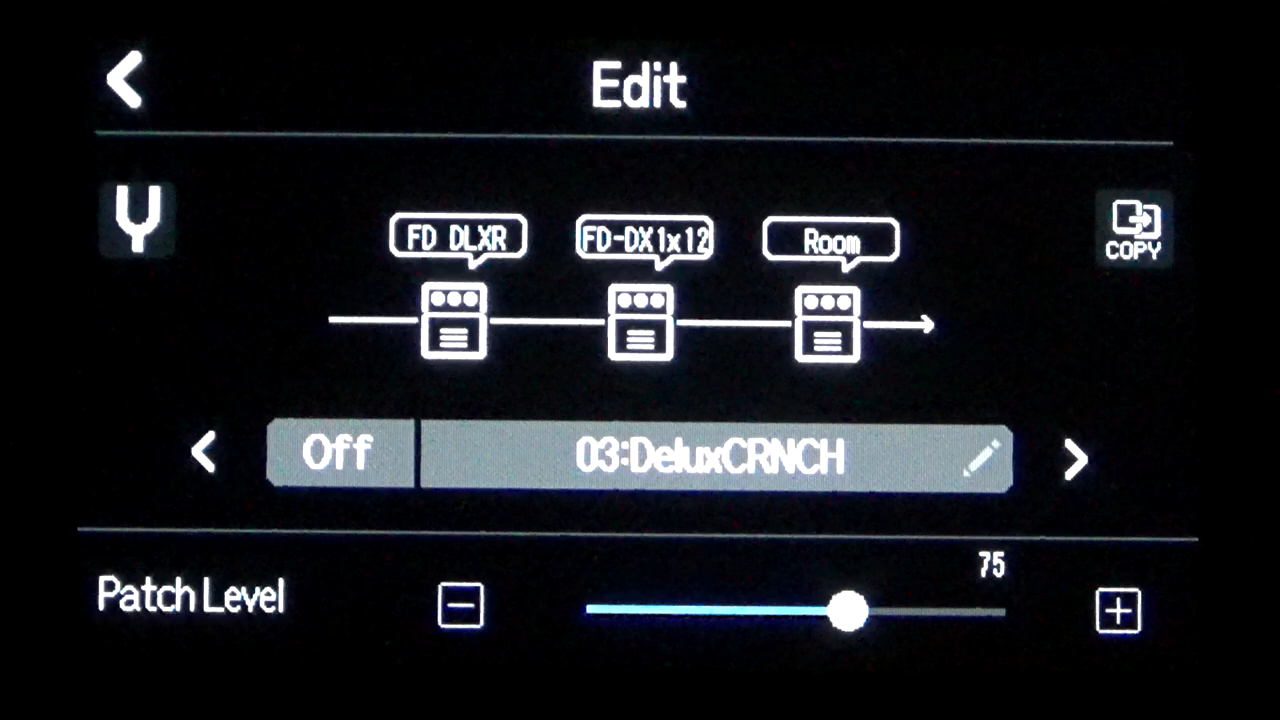 Edit
FD DLXR
FD-DX1x12
Room
COPY
Off
03:DeluxCRNCH
75
Patch Level